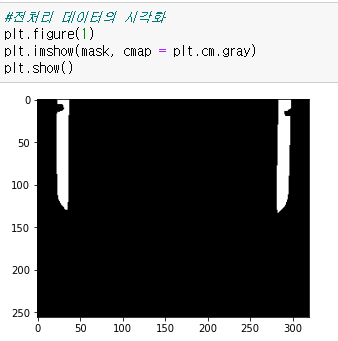 #전처리 데이터의 시각화
plt.figure(1)
plt.imshow(mask, cmap = plt.cm.gray)
plt.show()
0
50
100
150
200
250
0 50 100 150 200 250 300